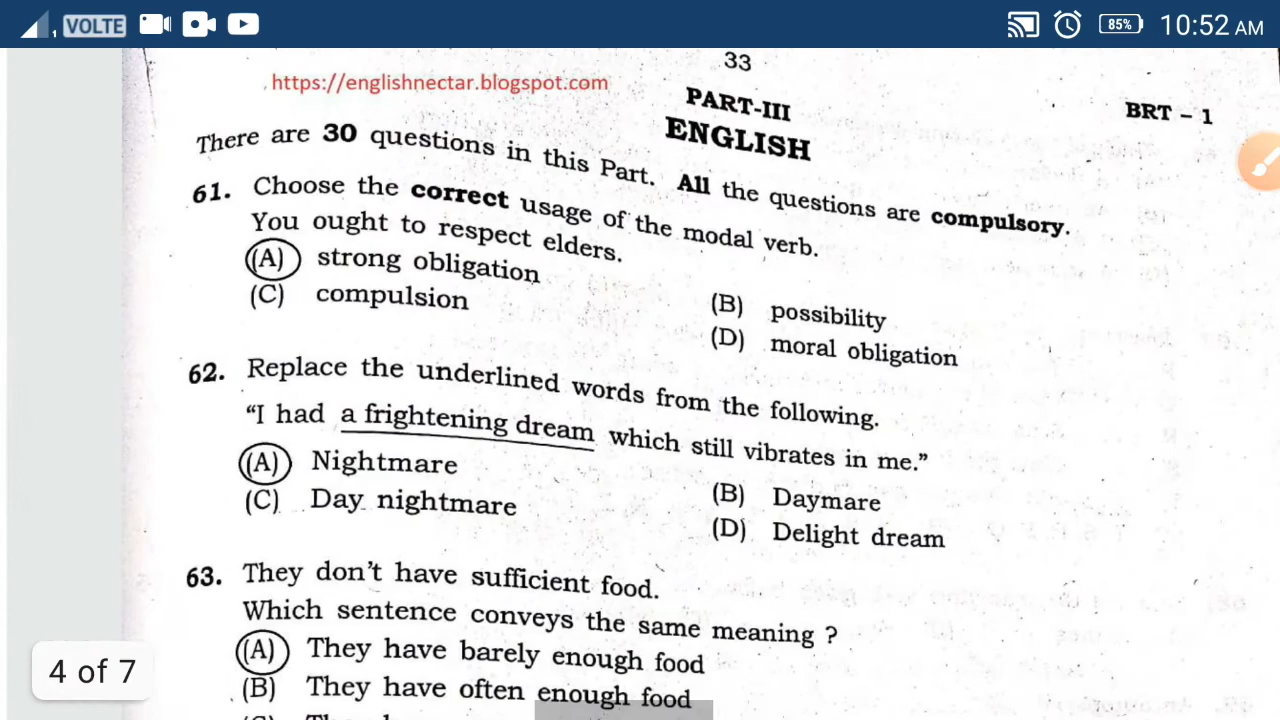 VOLTE
85%
10:52 AM
33
https://englishnectar.blogspot.com
PART-III
BRT – 1
ENGLISH
There are 30 questions in this Part. All the questions are compulsory.
61. Choose the correct usage of the modal verb.
You ought to respect elders.
(A) strong obligation
(B) possibility
(C) compulsion
(D) moral obligation
62. Replace the underlined words from the following.
“I had a frightening dream which still vibrates in me.”
(A) Nightmare
(B) Daymare
(C) Day nightmare
(D) Delight dream
63. They don’t have sufficient food.
Which sentence conveys the same meaning ?
(A) They have barely enough food
(B) They have often enough food
4 of 7